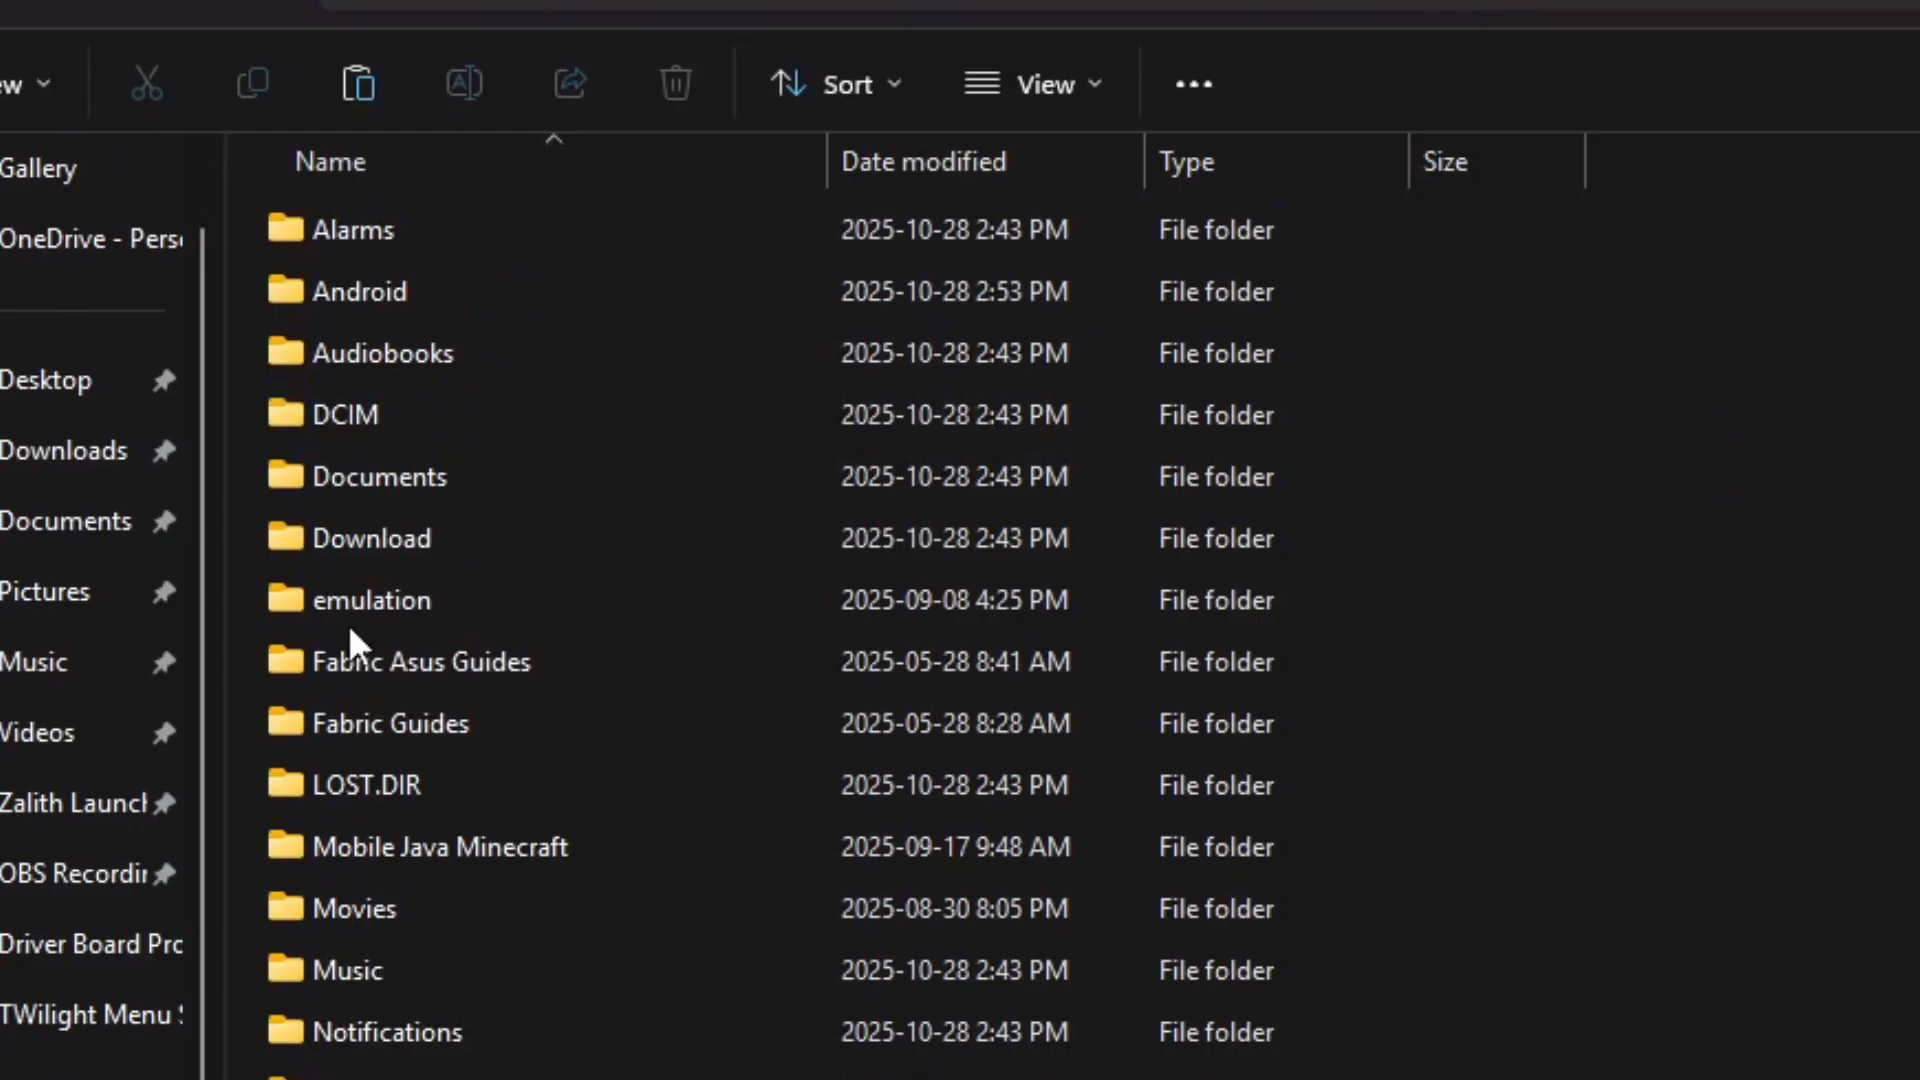 ew Sort View
Gallery
OneDrive - Pers
Desktop
Downloads
Documents
Pictures
Music
Videos
Zalith Launch
OBS Recordin
Driver Board Pro
TWilight Menu
Name Date modified Type Size
Alarms 2025-10-28 2:43 PM File folder
Android 2025-10-28 2:53 PM File folder
Audiobooks 2025-10-28 2:43 PM File folder
DCIM 2025-10-28 2:43 PM File folder
Documents 2025-10-28 2:43 PM File folder
Download 2025-10-28 2:43 PM File folder
emulation 2025-09-08 4:25 PM File folder
Fabric Asus Guides 2025-05-28 8:41 AM File folder
Fabric Guides 2025-05-28 8:28 AM File folder
LOST.DIR 2025-10-28 2:43 PM File folder
Mobile Java Minecraft 2025-09-17 9:48 AM File folder
Movies 2025-08-30 8:05 PM File folder
Music 2025-10-28 2:43 PM File folder
Notifications 2025-10-28 2:43 PM File folder